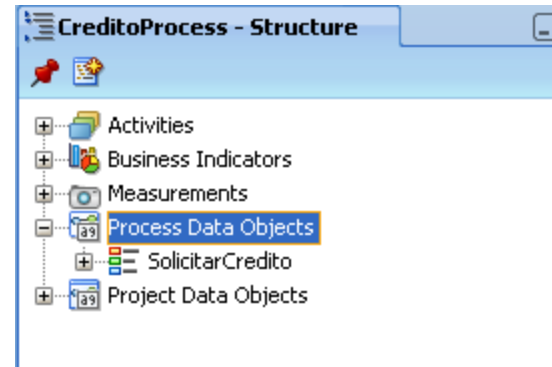 CreditoProcess - Structure
Activities
Business Indicators
Measurements
Process Data Objects
SolicitarCredito
Project Data Objects